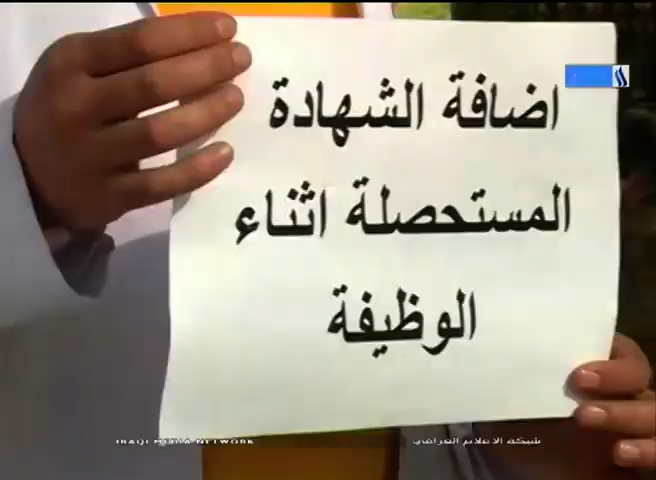 اضافة الشهادة
المستحصلة اثناء
الوظيفة
IRAQI MEDIA NETWORK
شبكة الاعلام العراقي